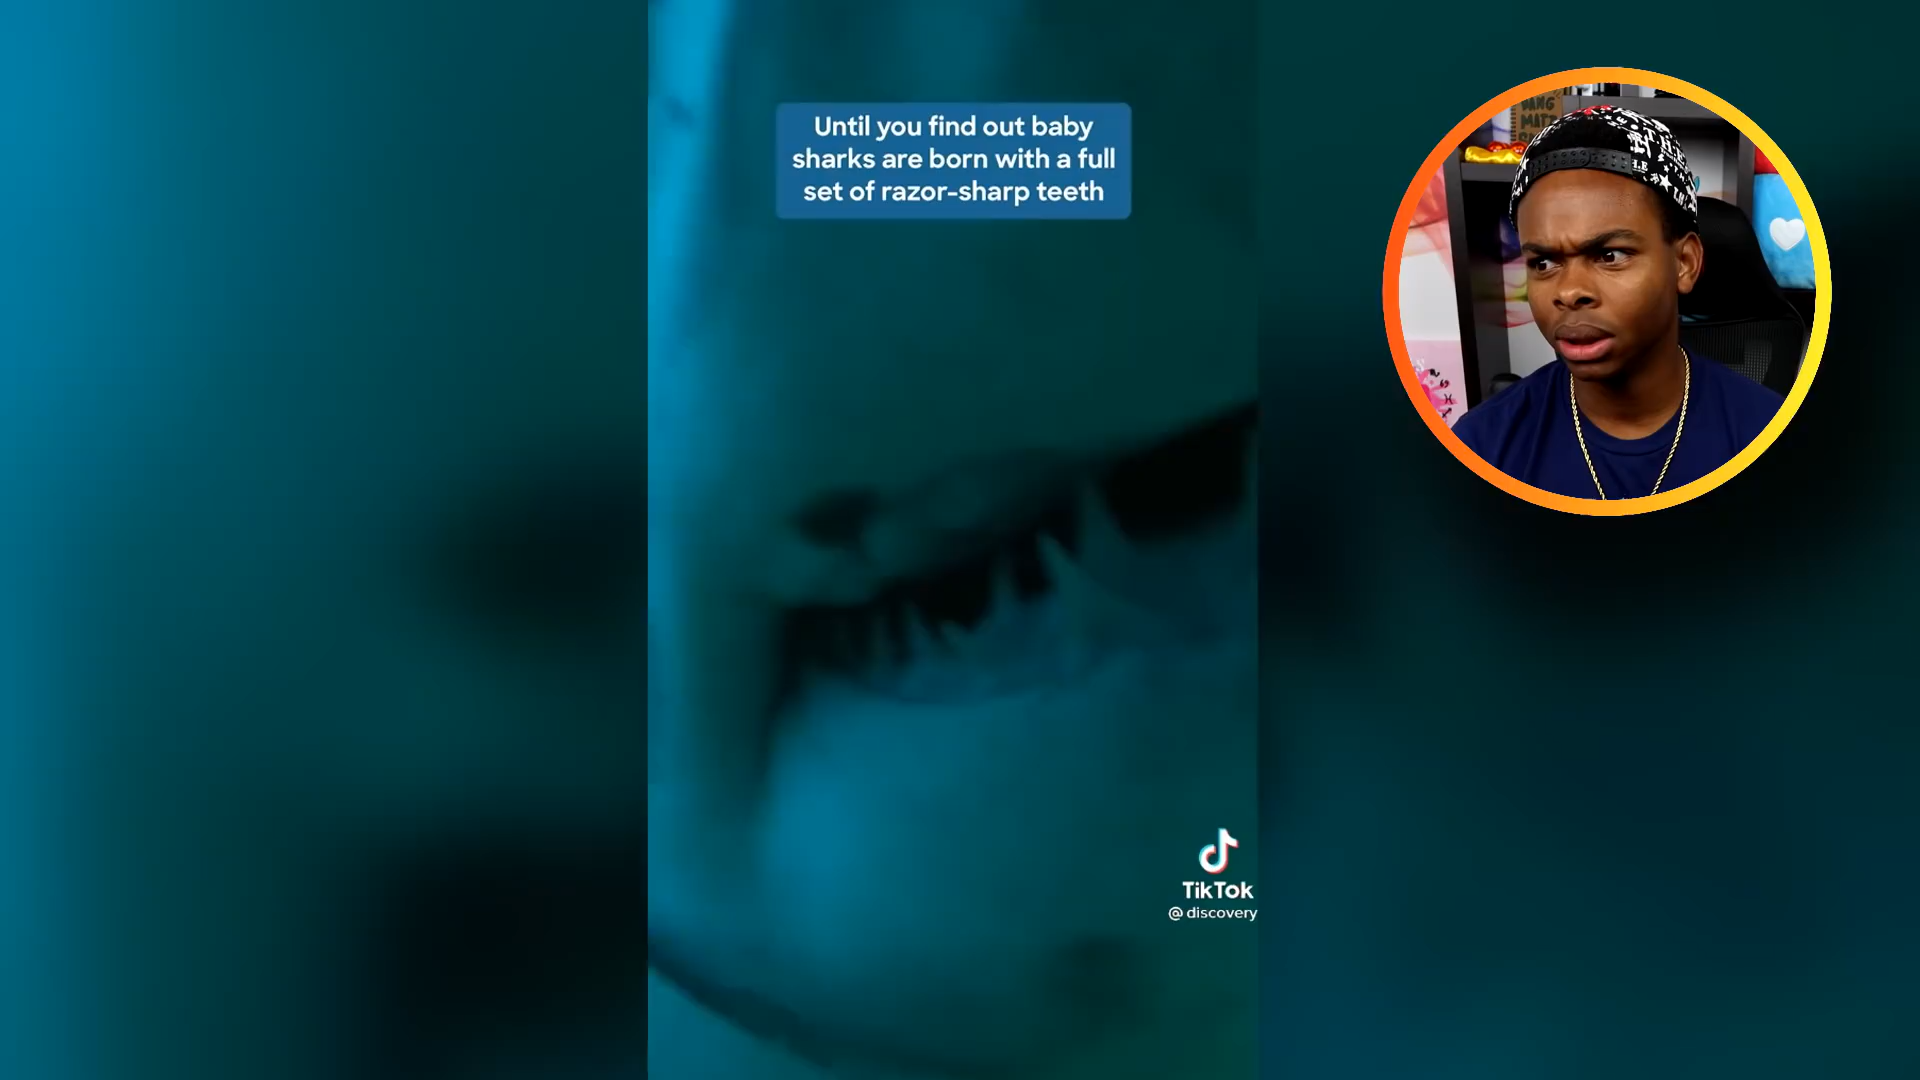 Until you find out baby
sharks are born with a full
set of razor-sharp teeth
TikTok
@discovery